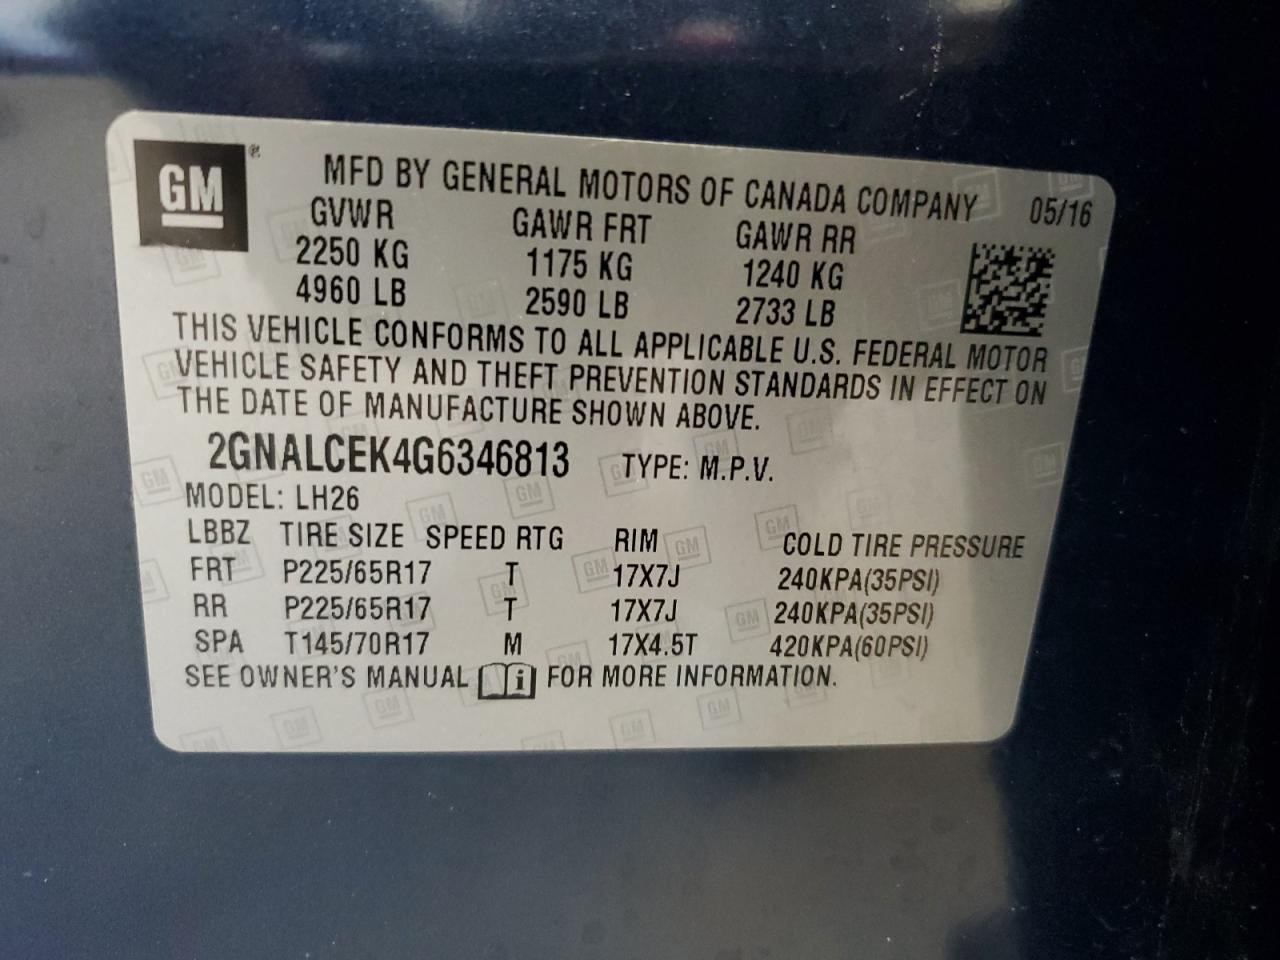 GM ® MFD BY GENERAL MOTORS OF CANADA COMPANY 05/16
GVWR GAWR FRT GAWR RR
2250 KG 1175 KG 1240 KG
4960 LB 2590 LB 2733 LB
THIS VEHICLE CONFORMS TO ALL APPLICABLE U.S. FEDERAL MOTOR
VEHICLE SAFETY AND THEFT PREVENTION STANDARDS IN EFFECT ON
THE DATE OF MANUFACTURE SHOWN ABOVE.
2GNALCEK4G6346813 TYPE: M.P.V.
MODEL: LH26
LBBZ TIRE SIZE SPEED RTG RIM COLD TIRE PRESSURE
FRT P225/65R17 T 17X7J 240KPA(35PSI)
RR P225/65R17 T 17X7J 240KPA(35PSI)
SPA T145/70R17 M 17X4.5T 420KPA(60PSI)
SEE OWNER'S MANUAL i FOR MORE INFORMATION.